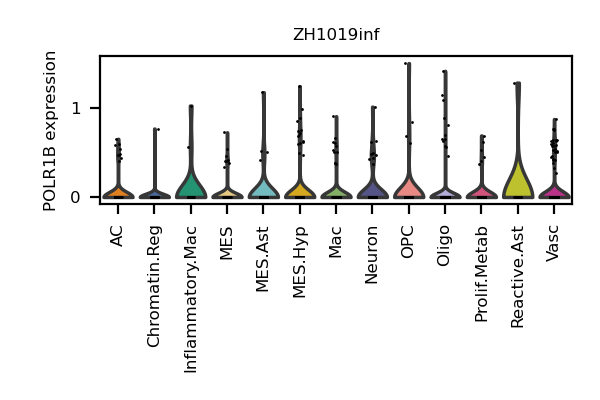 ZH1019inf
POLR1B expression
1
0
AC
Chromatin.Reg
Inflammatory.Mac
MES
MES.Ast
MES.Hyp
Mac
Neuron
OPC
Oligo
Prolif.Metab
Reactive.Ast
Vasc